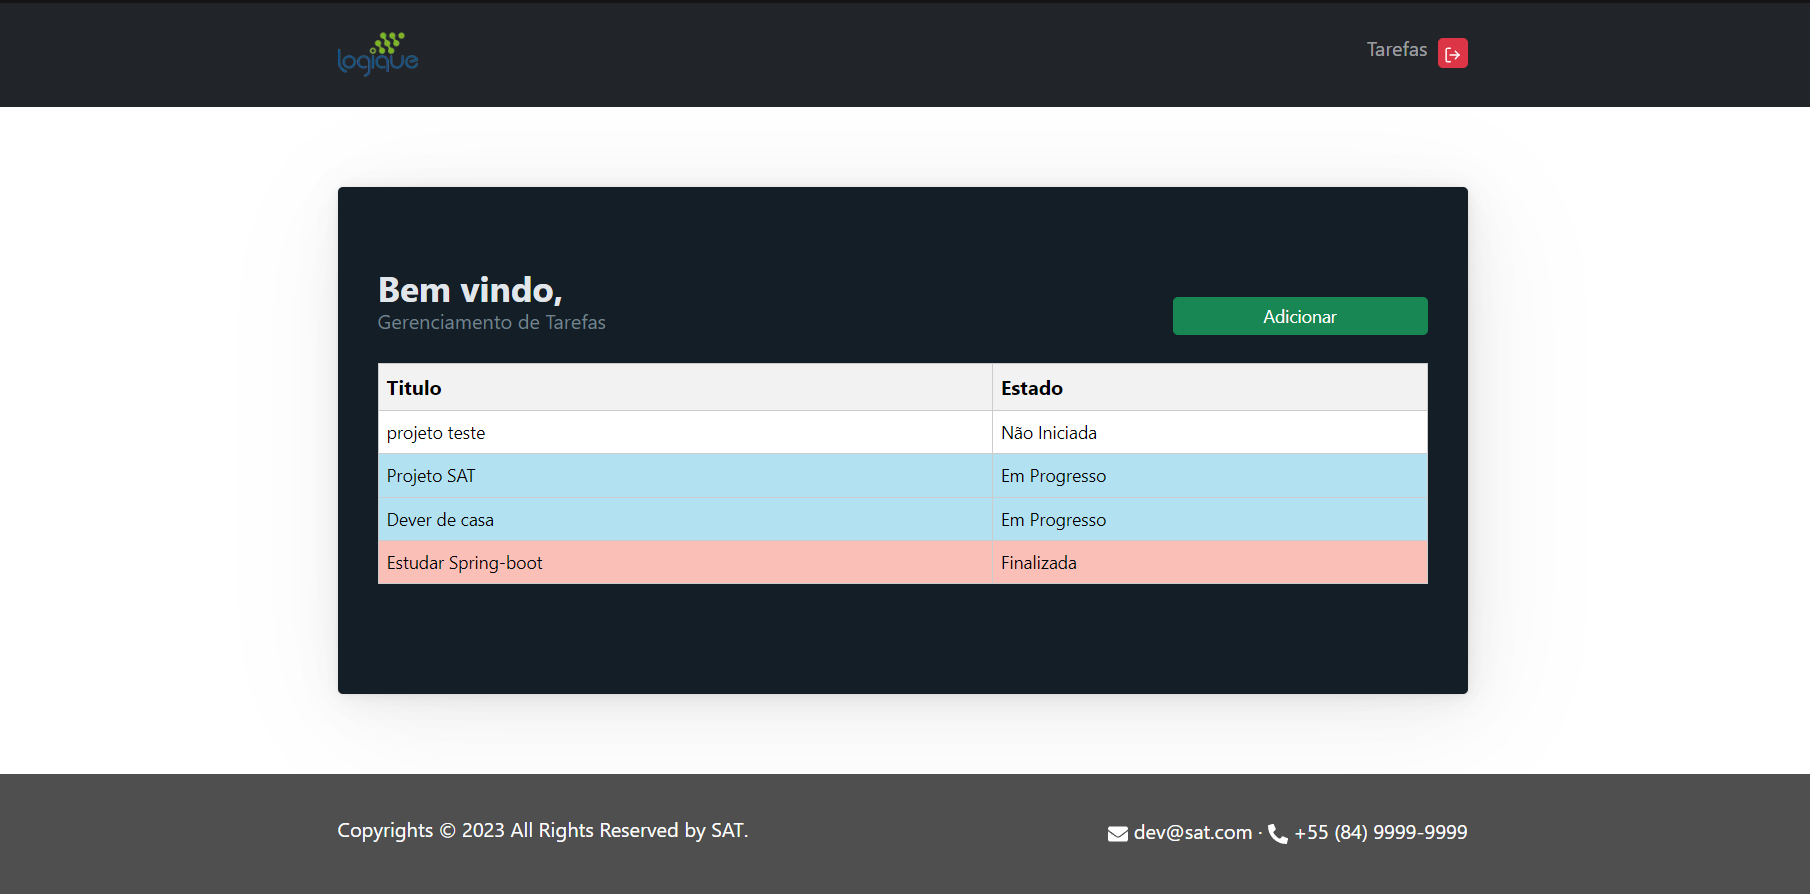 logique
Tarefas
Bem vindo,
Gerenciamento de Tarefas
Adicionar
Titulo Estado
projeto teste Não Iniciada
Projeto SAT Em Progresso
Dever de casa Em Progresso
Estudar Spring-boot Finalizada
Copyrights © 2023 All Rights Reserved by SAT.
dev@sat.com · +55 (84) 9999-9999